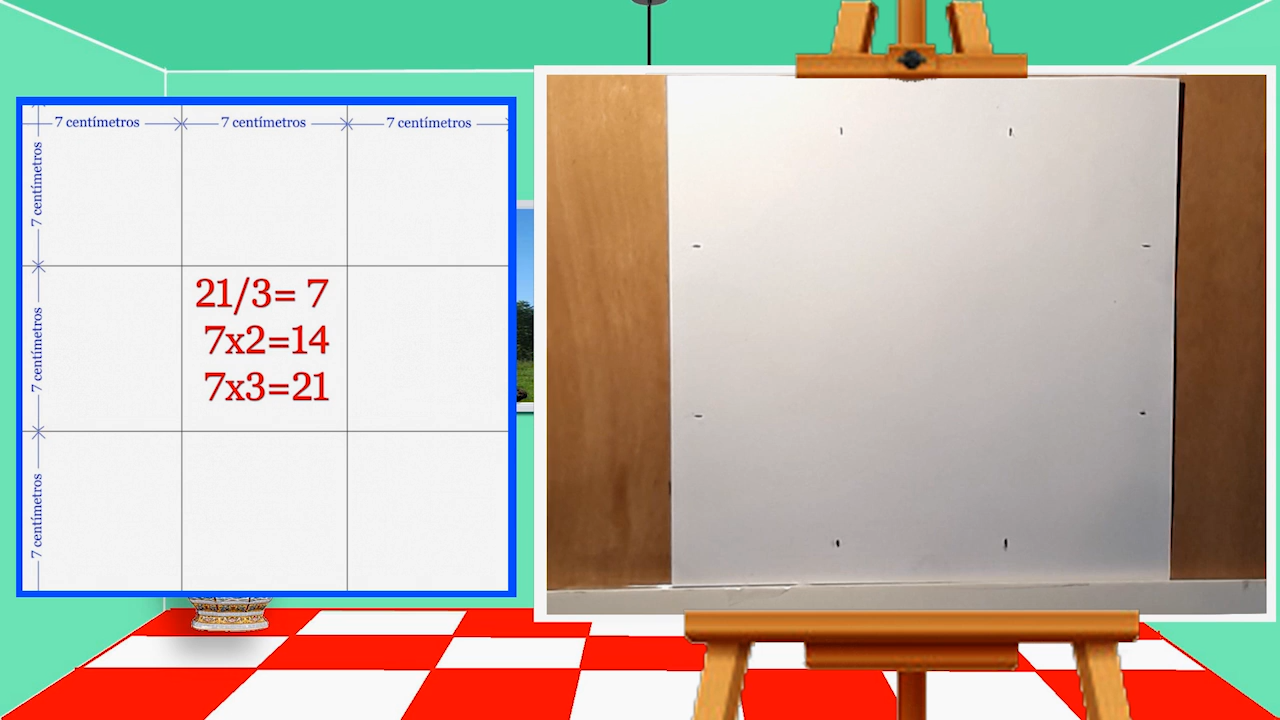 7 centímetros 7 centímetros 7 centímetros
7 centímetros
7 centímetros
7 centímetros
21/3= 7
7x2=14
7x3=21